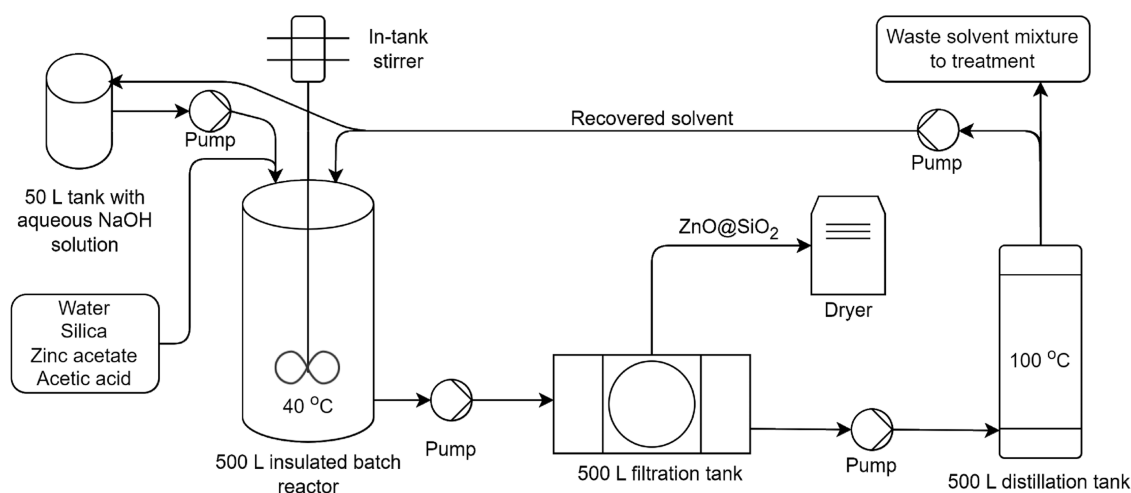 In-tank
stirrer
Waste solvent mixture
to treatment
Pump
Recovered solvent
Pump
50 L tank with
aqueous NaOH
solution
ZnO@SiO₂
Dryer
Water
Silica
Zinc acetate
Acetic acid
40 °C
100 °C
Pump
500 L insulated batch
reactor
500 L filtration tank
Pump
500 L distillation tank